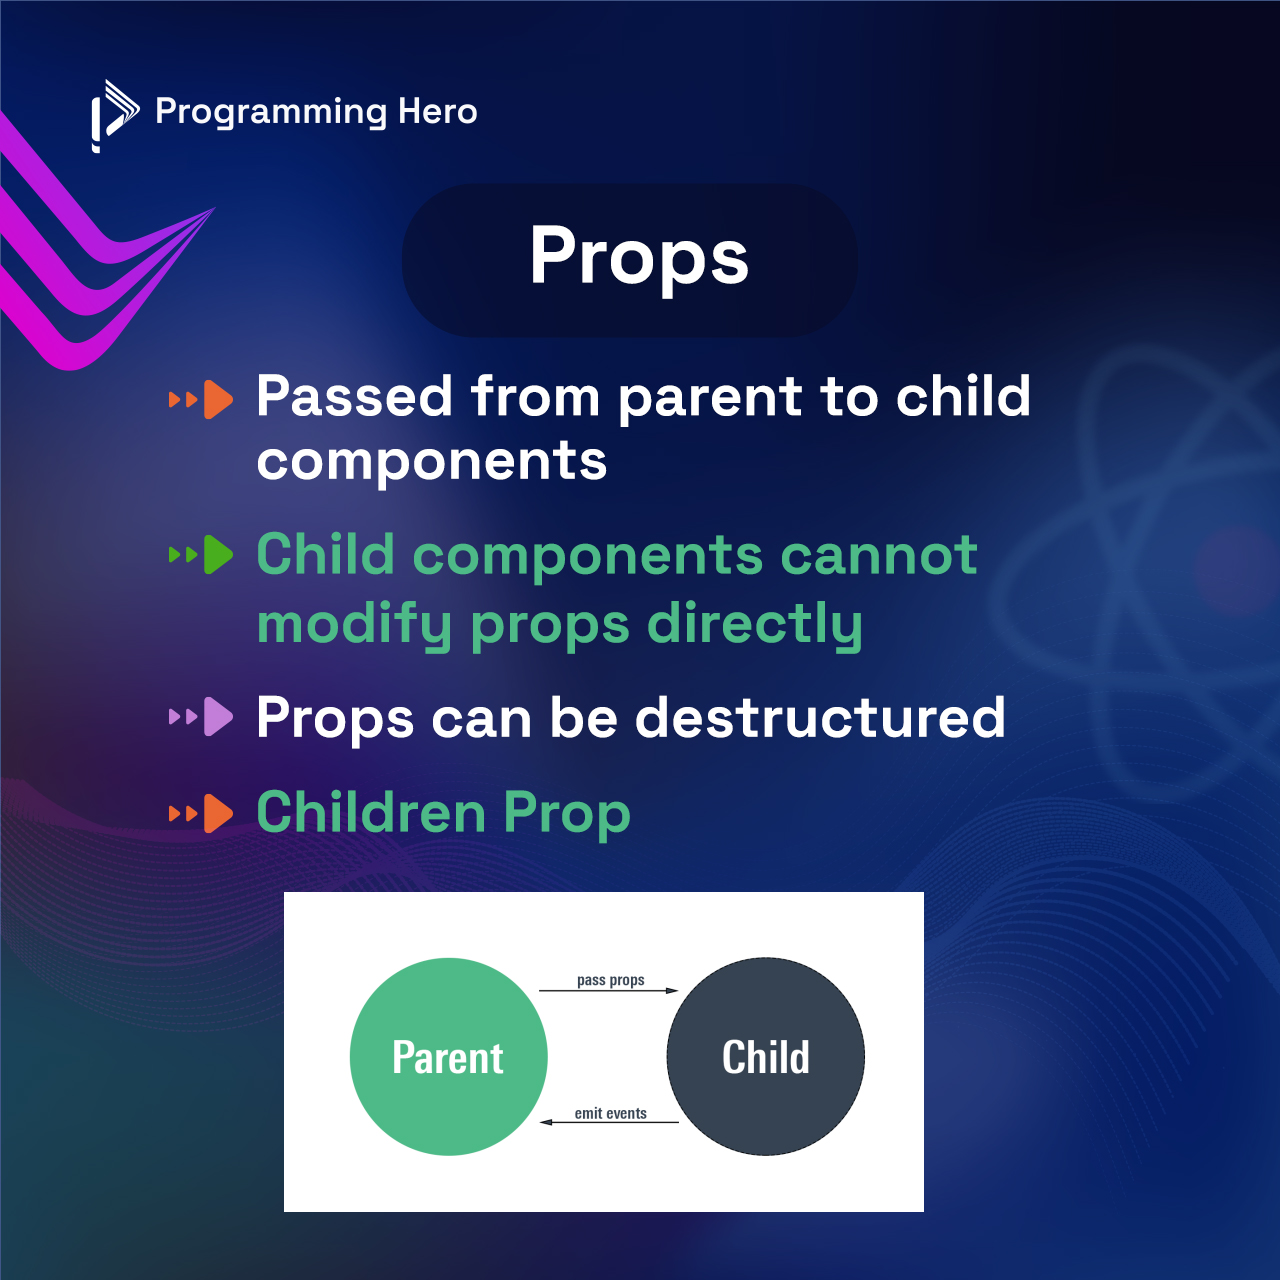 Programming Hero
Props
Passed from parent to child
components
Child components cannot
modify props directly
Props can be destructured
Children Prop
pass props
Parent
Child
emit events